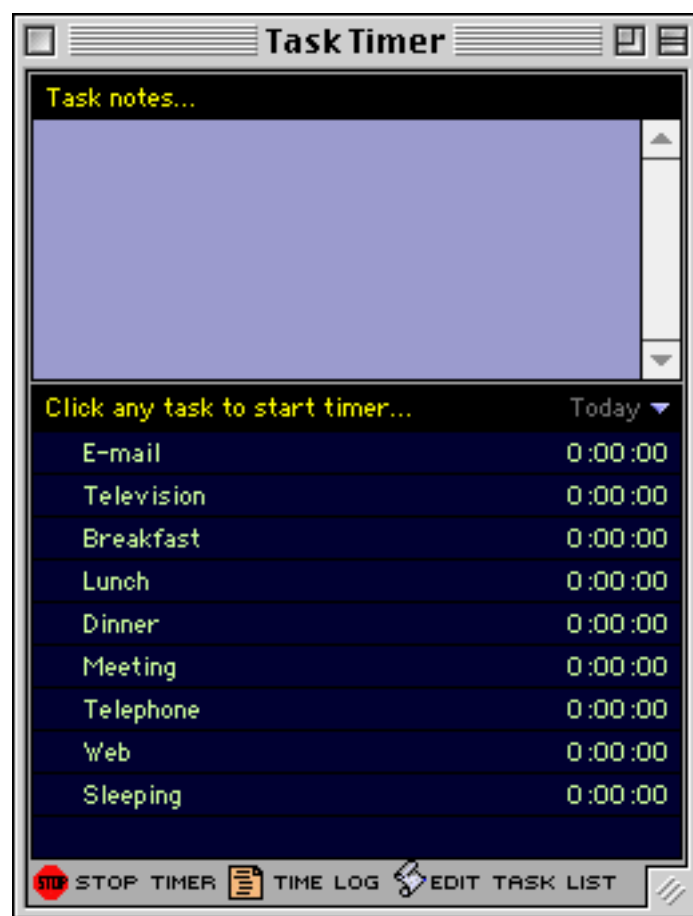 Task Timer
Task notes...
Click any task to start timer... Today
E-mail 0:00:00
Television 0:00:00
Breakfast 0:00:00
Lunch 0:00:00
Dinner 0:00:00
Meeting 0:00:00
Telephone 0:00:00
Web 0:00:00
Sleeping 0:00:00
STOP STOP TIMER TIME LOG EDIT TASK LIST